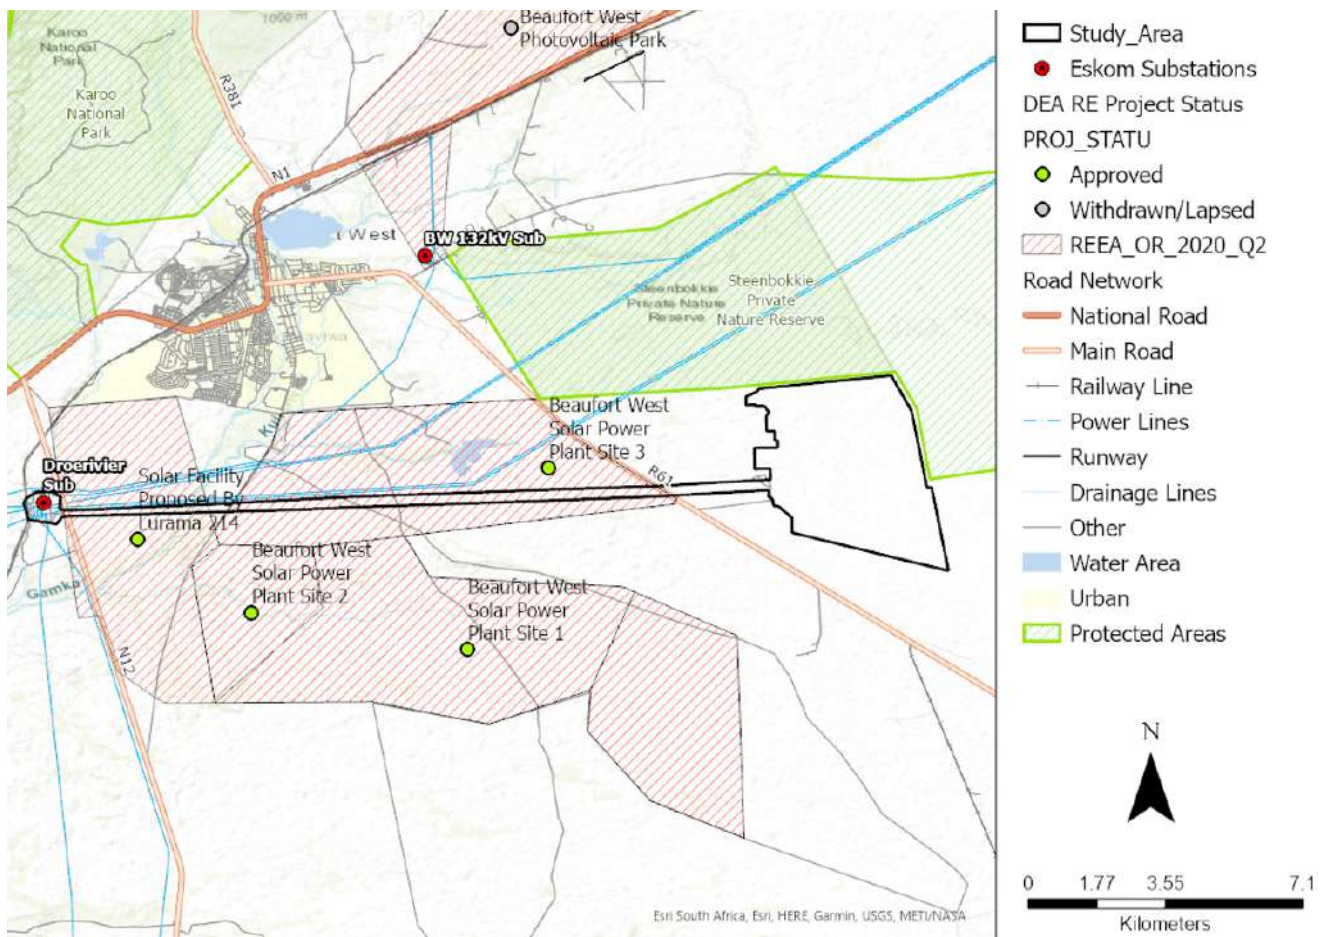 1000 m
Beaufort West
Photovoltaic Park
Karoo
National
Park
Karoo
National
Park
R381
N1
t West
BW 132kV Sub
Steenbokkie
Private Nature
Reserve
Steenbokkie
Private
Nature Reserve
Beaufort West
Solar Power
Plant Site 3
R61
Droerivier
Sub
Solar Facility
Proposed By
Lurama 214
Beaufort West
Solar Power
Plant Site 2
Gamka
Beaufort West
Solar Power
Plant Site 1
N12
Esri South Africa, Esri, HERE, Garmin, USGS, METI/NASA
Study_Area
Eskom Substations
DEA RE Project Status
PROJ_STATU
Approved
Withdrawn/Lapsed
REEA_OR_2020_Q2
Road Network
National Road
Main Road
Railway Line
Power Lines
Runway
Drainage Lines
Other
Water Area
Urban
Protected Areas
N
0 1.77 3.55 7.1
Kilometers